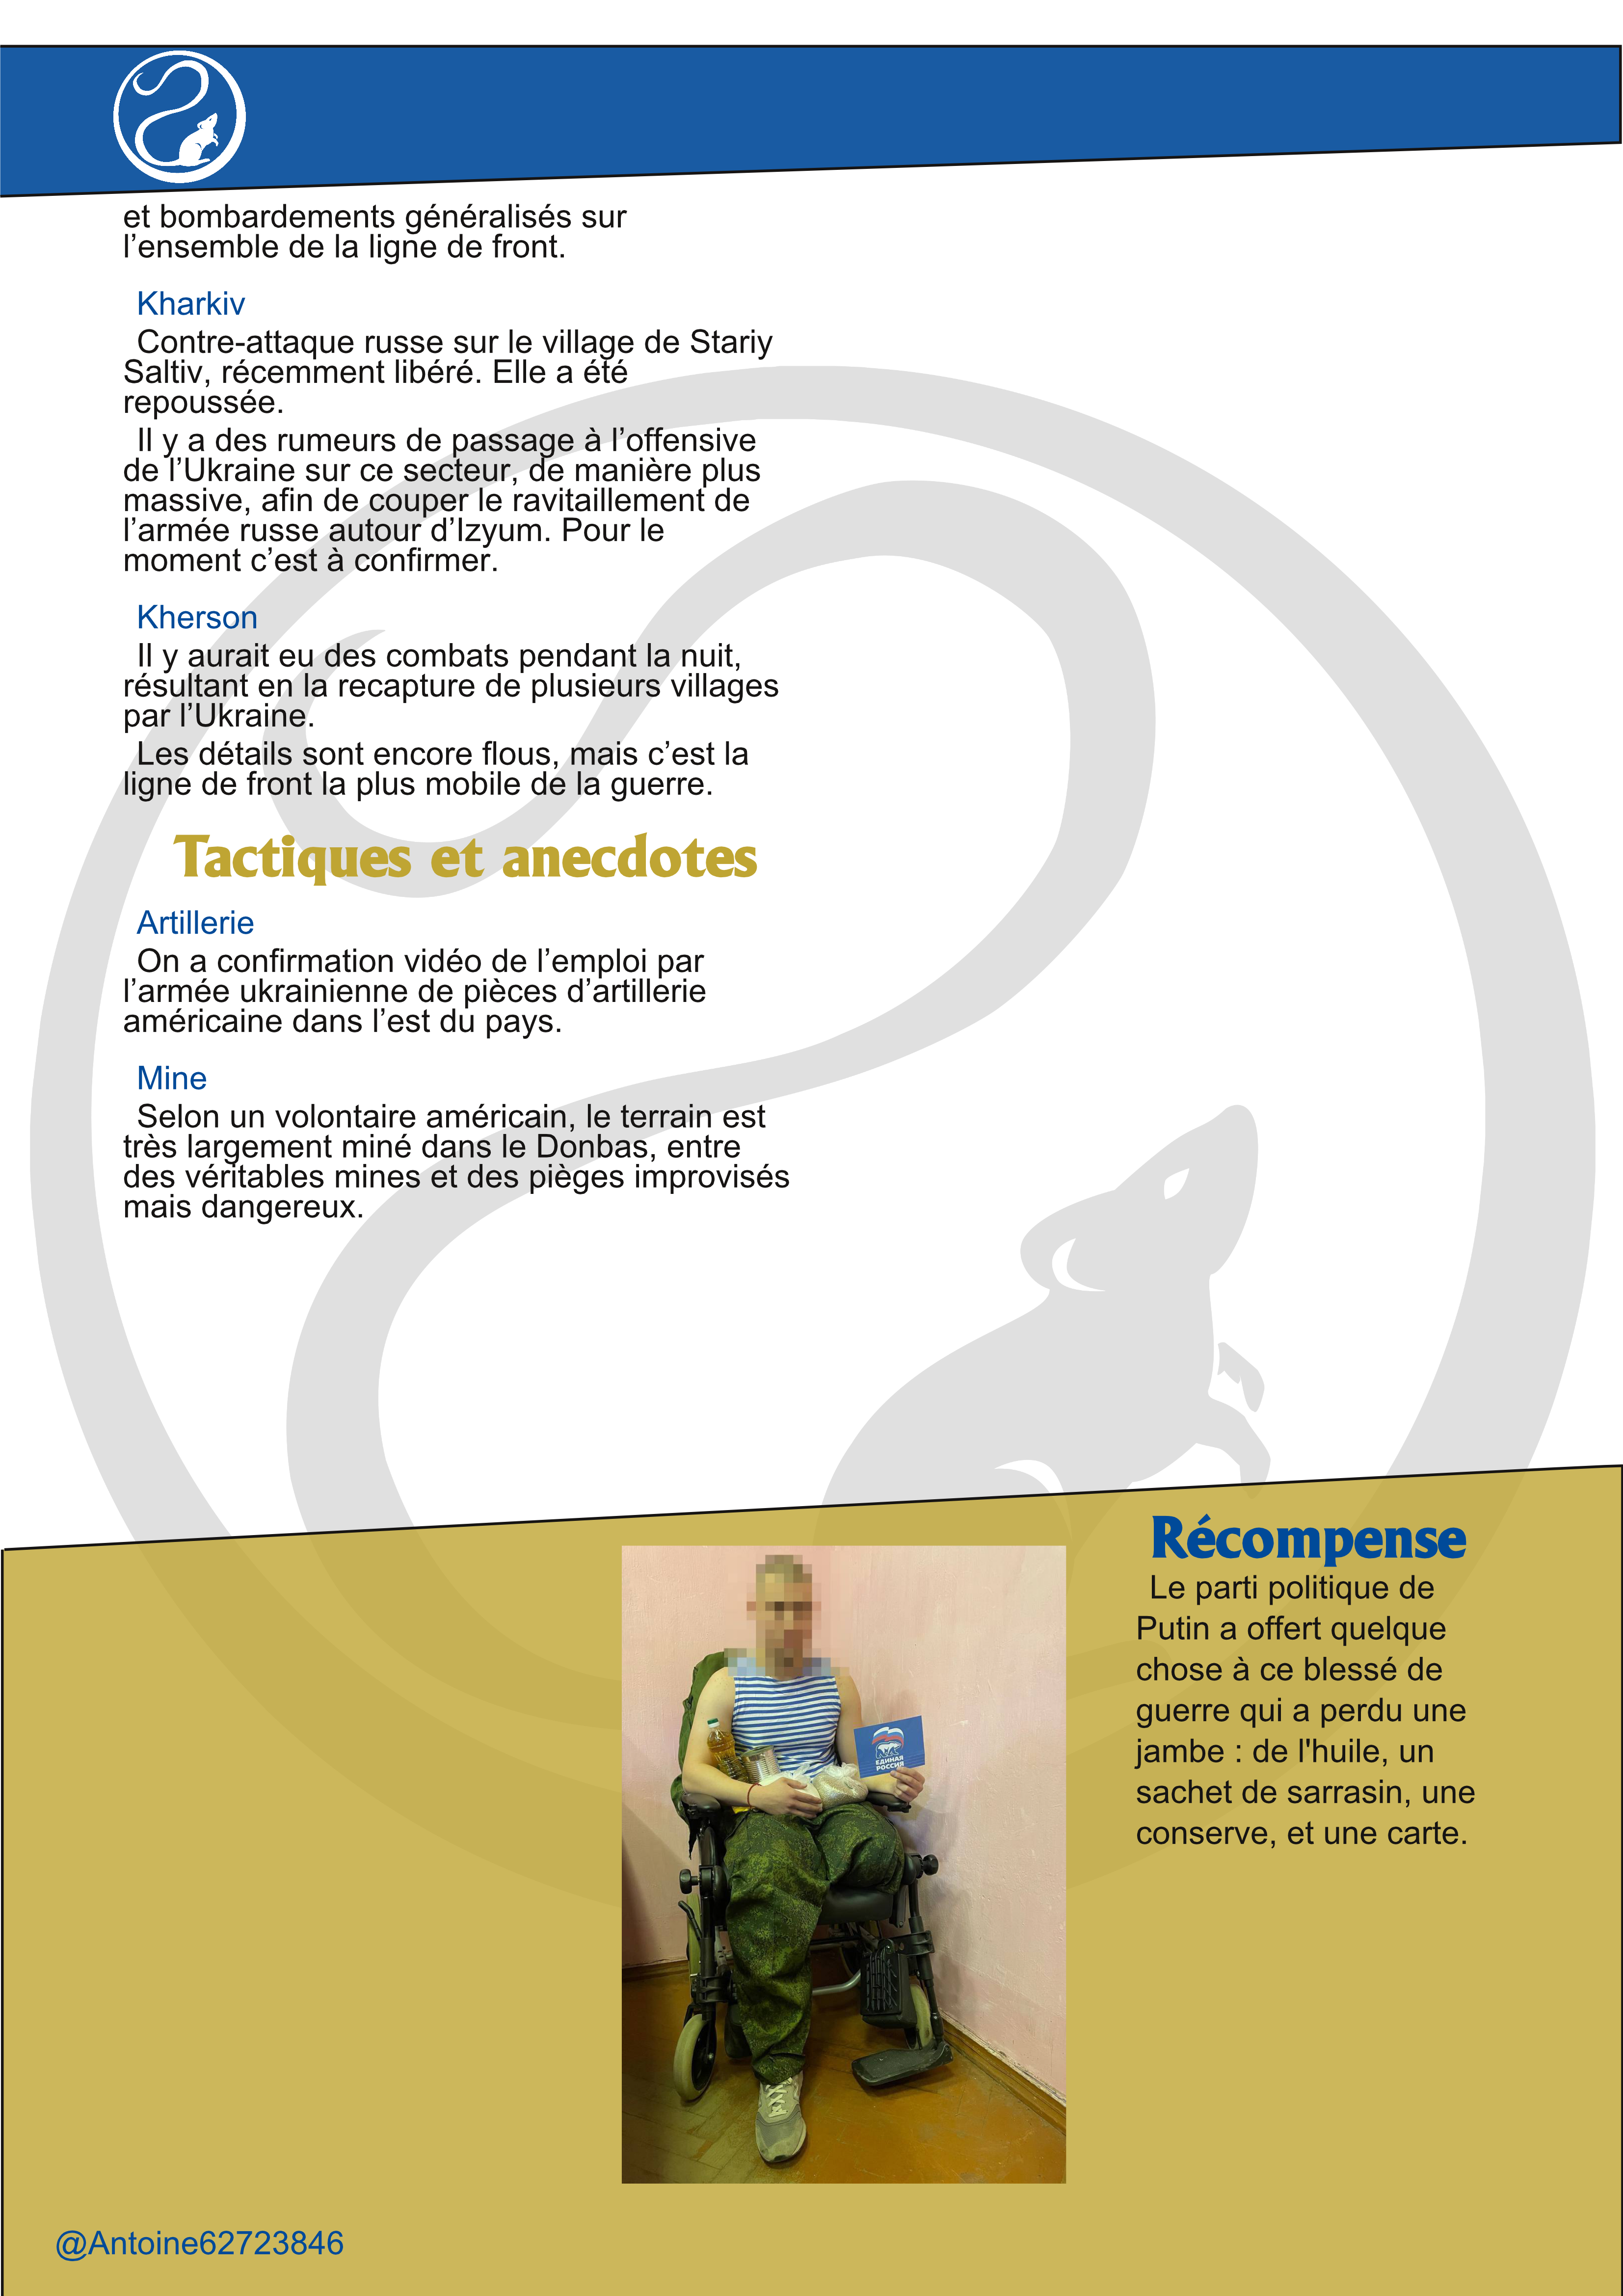 et bombardements généralisés sur
l’ensemble de la ligne de front.
Kharkiv
Contre-attaque russe sur le village de Stariy
Saltiv, récemment libéré. Elle a été
repoussée.
Il y a des rumeurs de passage à l’offensive
de l’Ukraine sur ce secteur, de manière plus
massive, afin de couper le ravitaillement de
l’armée russe autour d’Izyum. Pour le
moment c’est à confirmer.
Kherson
Il y aurait eu des combats pendant la nuit,
résultant en la recapture de plusieurs villages
par l’Ukraine.
Les détails sont encore flous, mais c’est la
ligne de front la plus mobile de la guerre.
Tactiques et anecdotes
Artillerie
On a confirmation vidéo de l’emploi par
l’armée ukrainienne de pièces d’artillerie
américaine dans l’est du pays.
Mine
Selon un volontaire américain, le terrain est
très largement miné dans le Donbas, entre
des véritables mines et des pièges improvisés
mais dangereux.
Récompense
Le parti politique de
Putin a offert quelque
chose à ce blessé de
guerre qui a perdu une
jambe : de l'huile, un
sachet de sarrasin, une
conserve, et une carte.
ЕДИНАЯ
РОССИЯ
@Antoine62723846